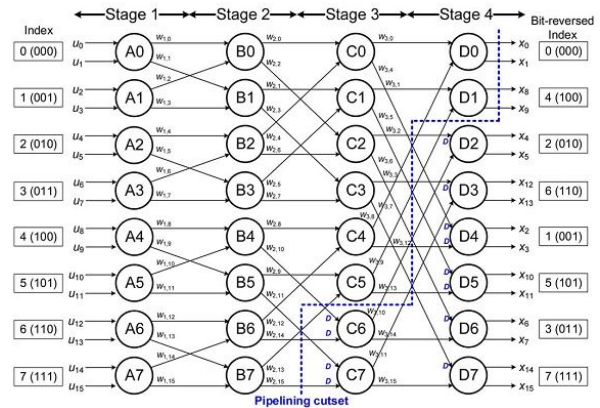 Stage 1 Stage 2 Stage 3 Stage 4
Index
Bit-reversed
Index
0 (000) u0 u1 A0 w1,0 w1,1 B0 w2,0 w2,2 C0 w3,0 w3,4 D0 x0 x1 0 (000)
1 (001) u2 u3 A1 w1,2 w1,3 B1 w2,1 w2,3 C1 w3,1 w3,5 D1 x8 x9 4 (100)
2 (010) u4 u5 A2 w1,4 w1,5 B2 w2,4 w2,6 C2 w3,2 w3,6 D D2 x4 x5 2 (010)
3 (011) u6 u7 A3 w1,6 w1,7 B3 w2,5 w2,7 C3 w3,3 w3,7 D D3 x12 x13 6 (110)
4 (100) u8 u9 A4 w1,8 w1,9 B4 w2,8 w2,10 C4 w3,8 w3,12 D D D4 x2 x3 1 (001)
5 (101) u10 u11 A5 w1,10 w1,11 B5 w2,9 w2,11 C5 w3,9 w3,13 D D D5 x10 x11 5 (101)
6 (110) u12 u13 A6 w1,12 w1,13 B6 w2,12 w2,14 D D C6 w3,10 w3,14 D D6 x6 x7 3 (011)
7 (111) u14 u15 A7 w1,14 w1,15 B7 w2,13 w2,15 D D C7 w3,11 w3,15 D D7 x14 x15 7 (111)
Pipelining cutset